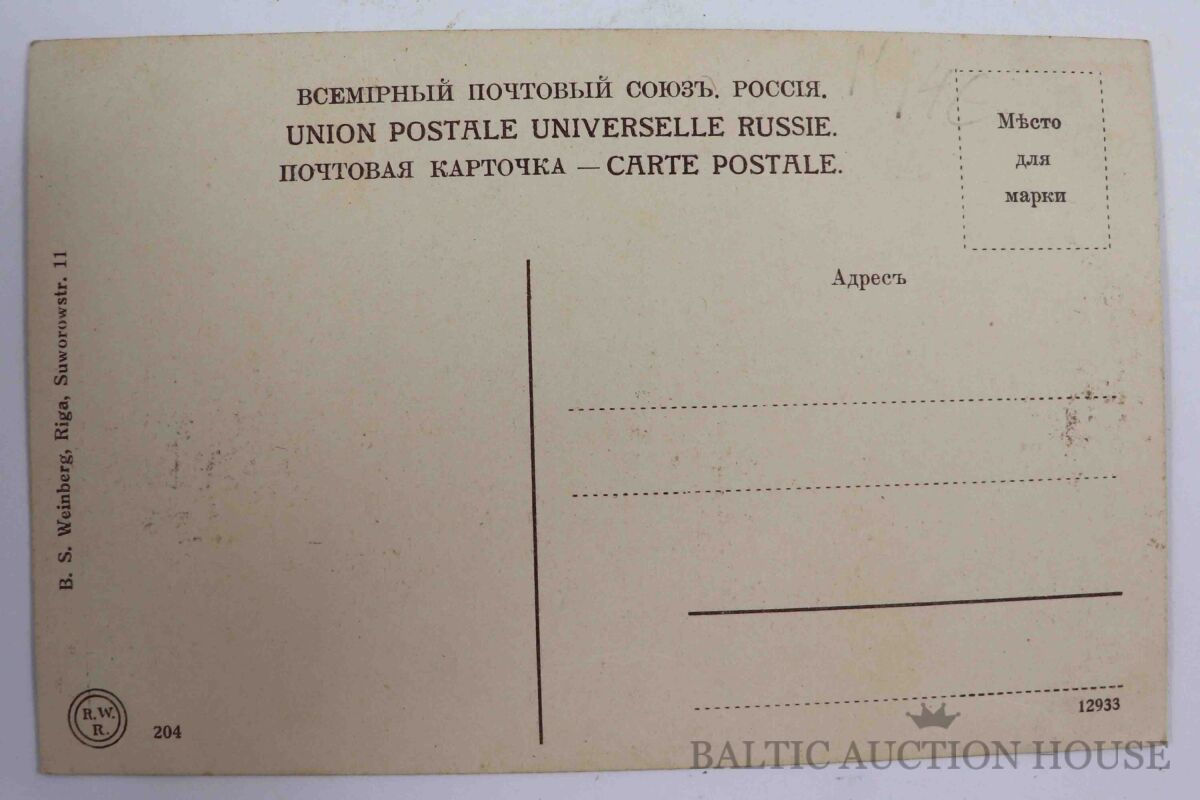 ВСЕМІРНЫЙ ПОЧТОВЫЙ СОЮЗЪ. РОССІЯ.
UNION POSTALE UNIVERSELLE RUSSIE.
ПОЧТОВАЯ КАРТОЧКА — CARTE POSTALE.
Мѣсто
для
марки
Адресъ
B. S. Weinberg, Riga, Suworowstr. 11
R.W.
R.
204
12933
BALTIC AUCTION HOUSE